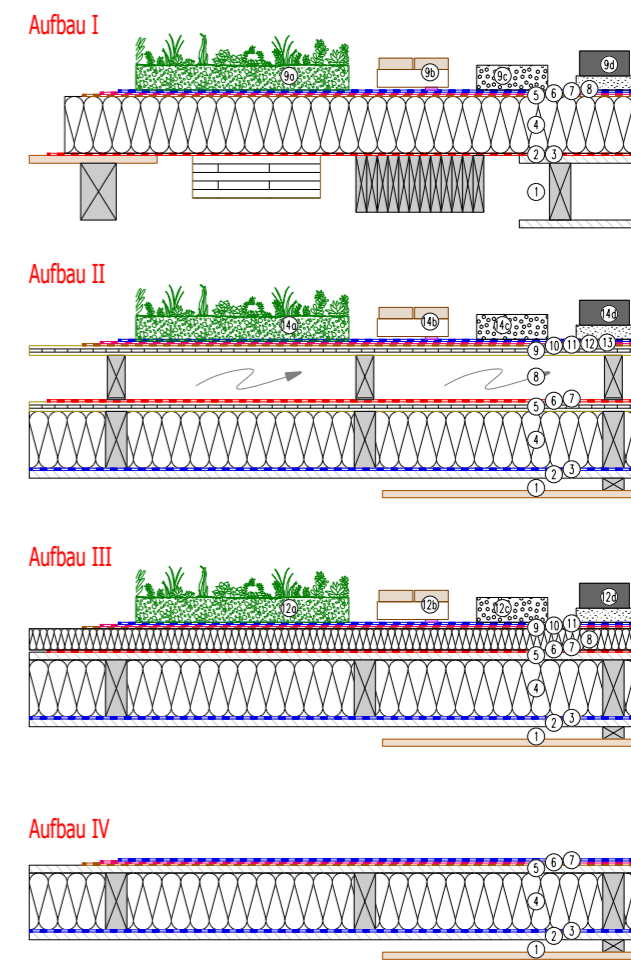 Aufbau I
9a
9b
9c
9d
5 6 7 8
4
2 3
1
Aufbau II
14a
14b
14c
14d
9 10 11 12 13
8
5 6 7
4
2 3
1
Aufbau III
12a
12b
12c
12d
9 10 11
8
5 6 7
4
2 3
1
Aufbau IV
5 6 7
4
2 3
1